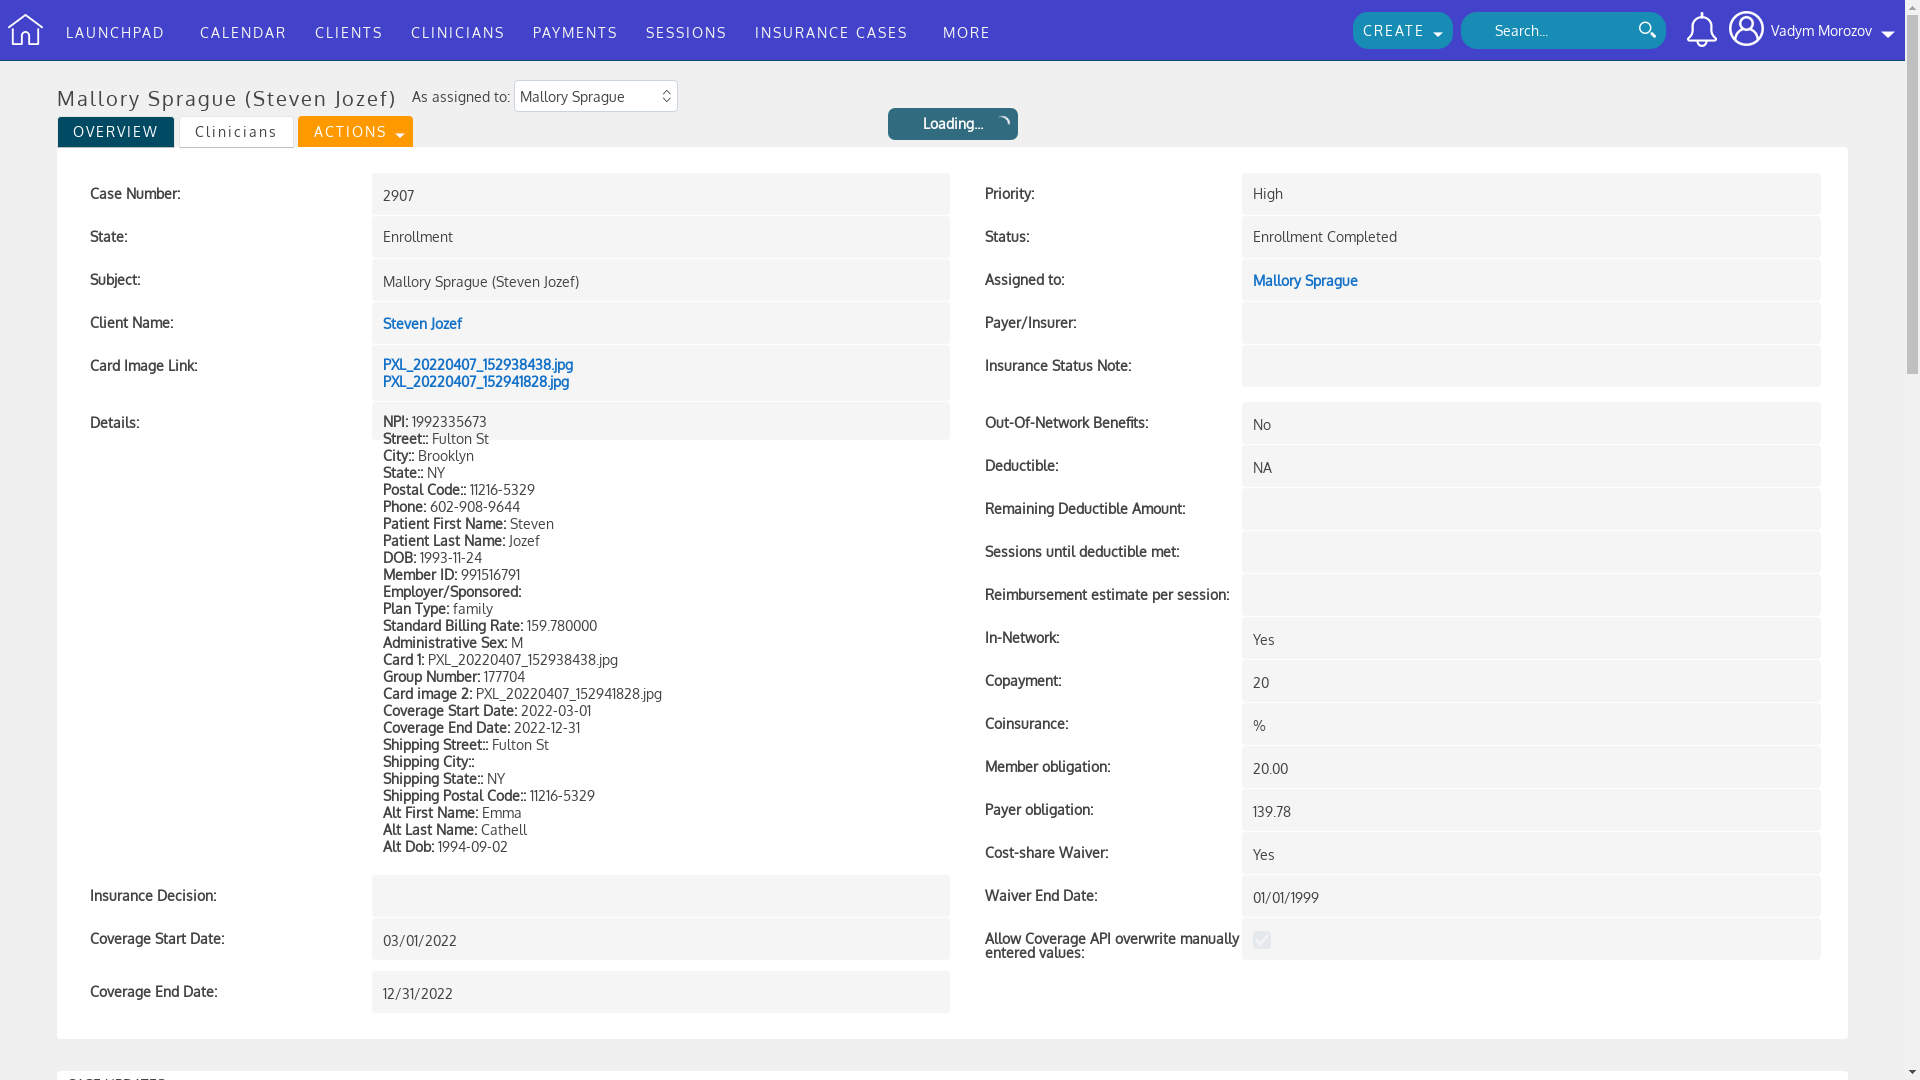 LAUNCHPAD CALENDAR CLIENTS CLINICIANS PAYMENTS SESSIONS INSURANCE CASES MORE CREATE Search... Vadym Morozov
Mallory Sprague (Steven Jozef) As assigned to: Mallory Sprague
Loading...
OVERVIEW Clinicians ACTIONS
Case Number: 2907
Priority: High
State: Enrollment
Status: Enrollment Completed
Subject: Mallory Sprague (Steven Jozef)
Assigned to: Mallory Sprague
Client Name: Steven Jozef
Payer/Insurer:
Card Image Link: PXL_20220407_152938438.jpg
PXL_20220407_152941828.jpg
Insurance Status Note:
Details: NPI: 1992335673
Street:: Fulton St
City:: Brooklyn
State:: NY
Postal Code:: 11216-5329
Phone: 602-908-9644
Patient First Name: Steven
Patient Last Name: Jozef
DOB: 1993-11-24
Member ID: 991516791
Employer/Sponsored:
Plan Type: family
Standard Billing Rate: 159.780000
Administrative Sex: M
Card 1: PXL_20220407_152938438.jpg
Group Number: 177704
Card image 2: PXL_20220407_152941828.jpg
Coverage Start Date: 2022-03-01
Coverage End Date: 2022-12-31
Shipping Street:: Fulton St
Shipping City::
Shipping State:: NY
Shipping Postal Code:: 11216-5329
Alt First Name: Emma
Alt Last Name: Cathell
Alt Dob: 1994-09-02
Out-Of-Network Benefits: No
Deductible: NA
Remaining Deductible Amount:
Sessions until deductible met:
Reimbursement estimate per session:
In-Network: Yes
Copayment: 20
Coinsurance: %
Member obligation: 20.00
Payer obligation: 139.78
Cost-share Waiver: Yes
Insurance Decision:
Waiver End Date: 01/01/1999
Coverage Start Date: 03/01/2022
Allow Coverage API overwrite manually
entered values:
Coverage End Date: 12/31/2022
CASE UPDATES